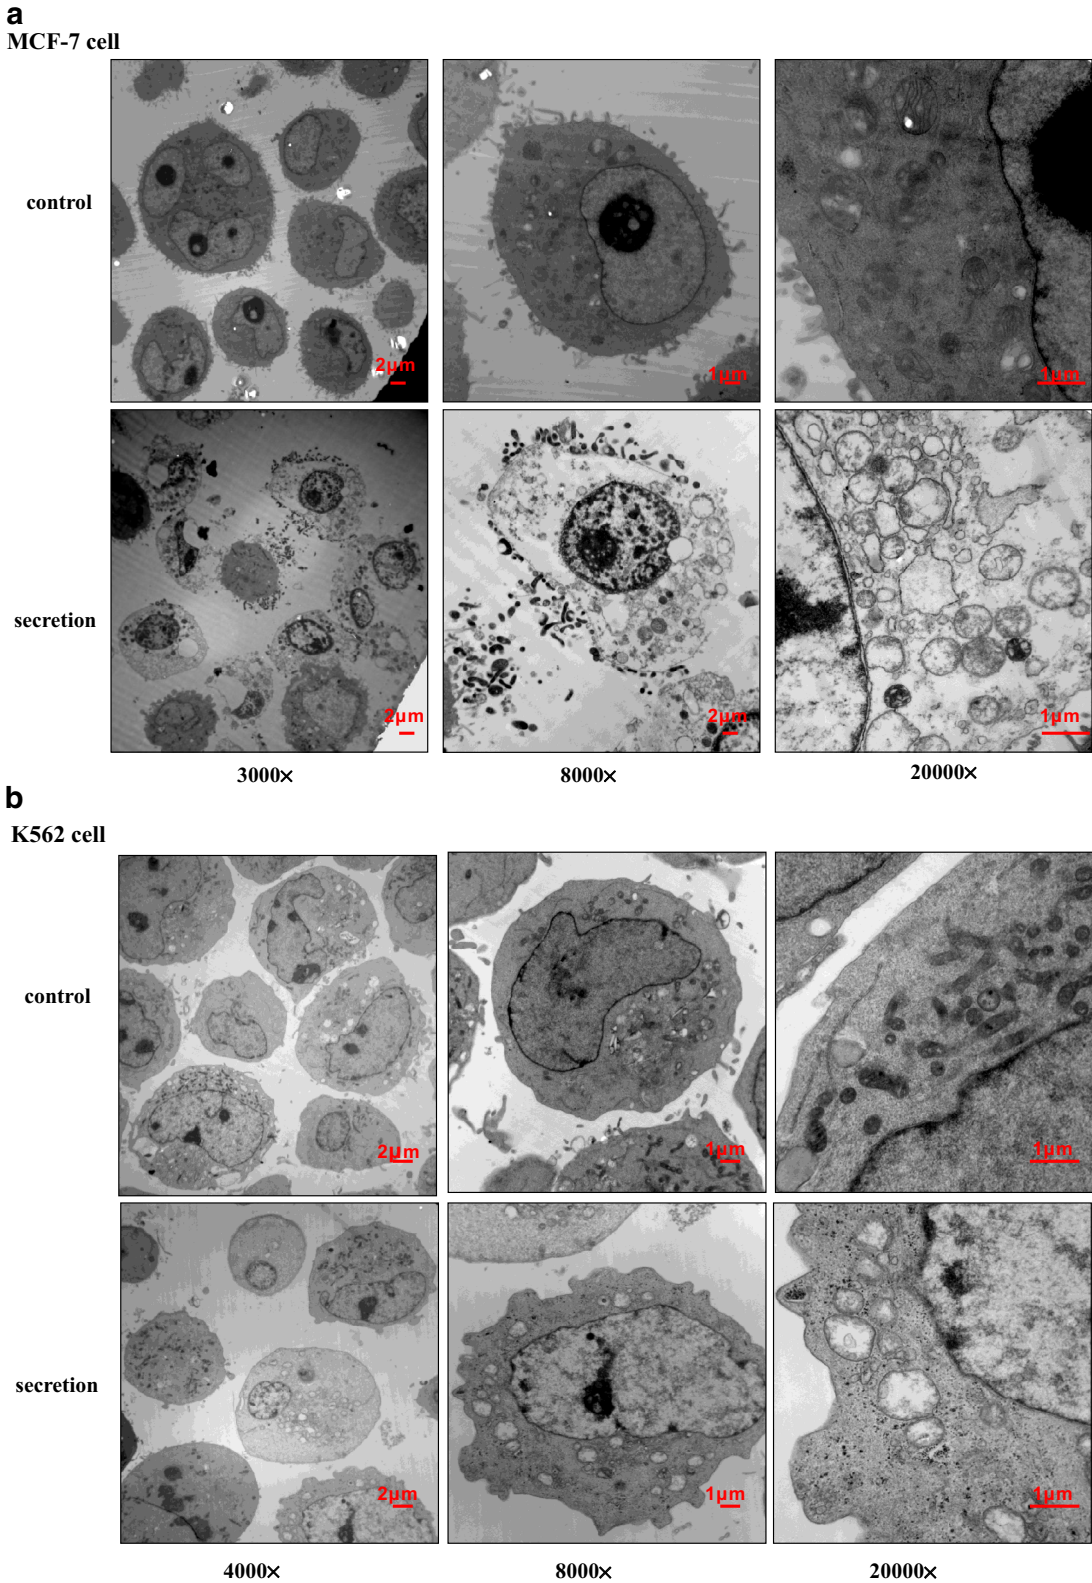 a
MCF-7 cell
control
2μm
1μm
1μm
secretion
2μm
2μm
1μm
3000×
8000×
20000×
b
K562 cell
control
2μm
1μm
1μm
secretion
2μm
1μm
1μm
4000×
8000×
20000×